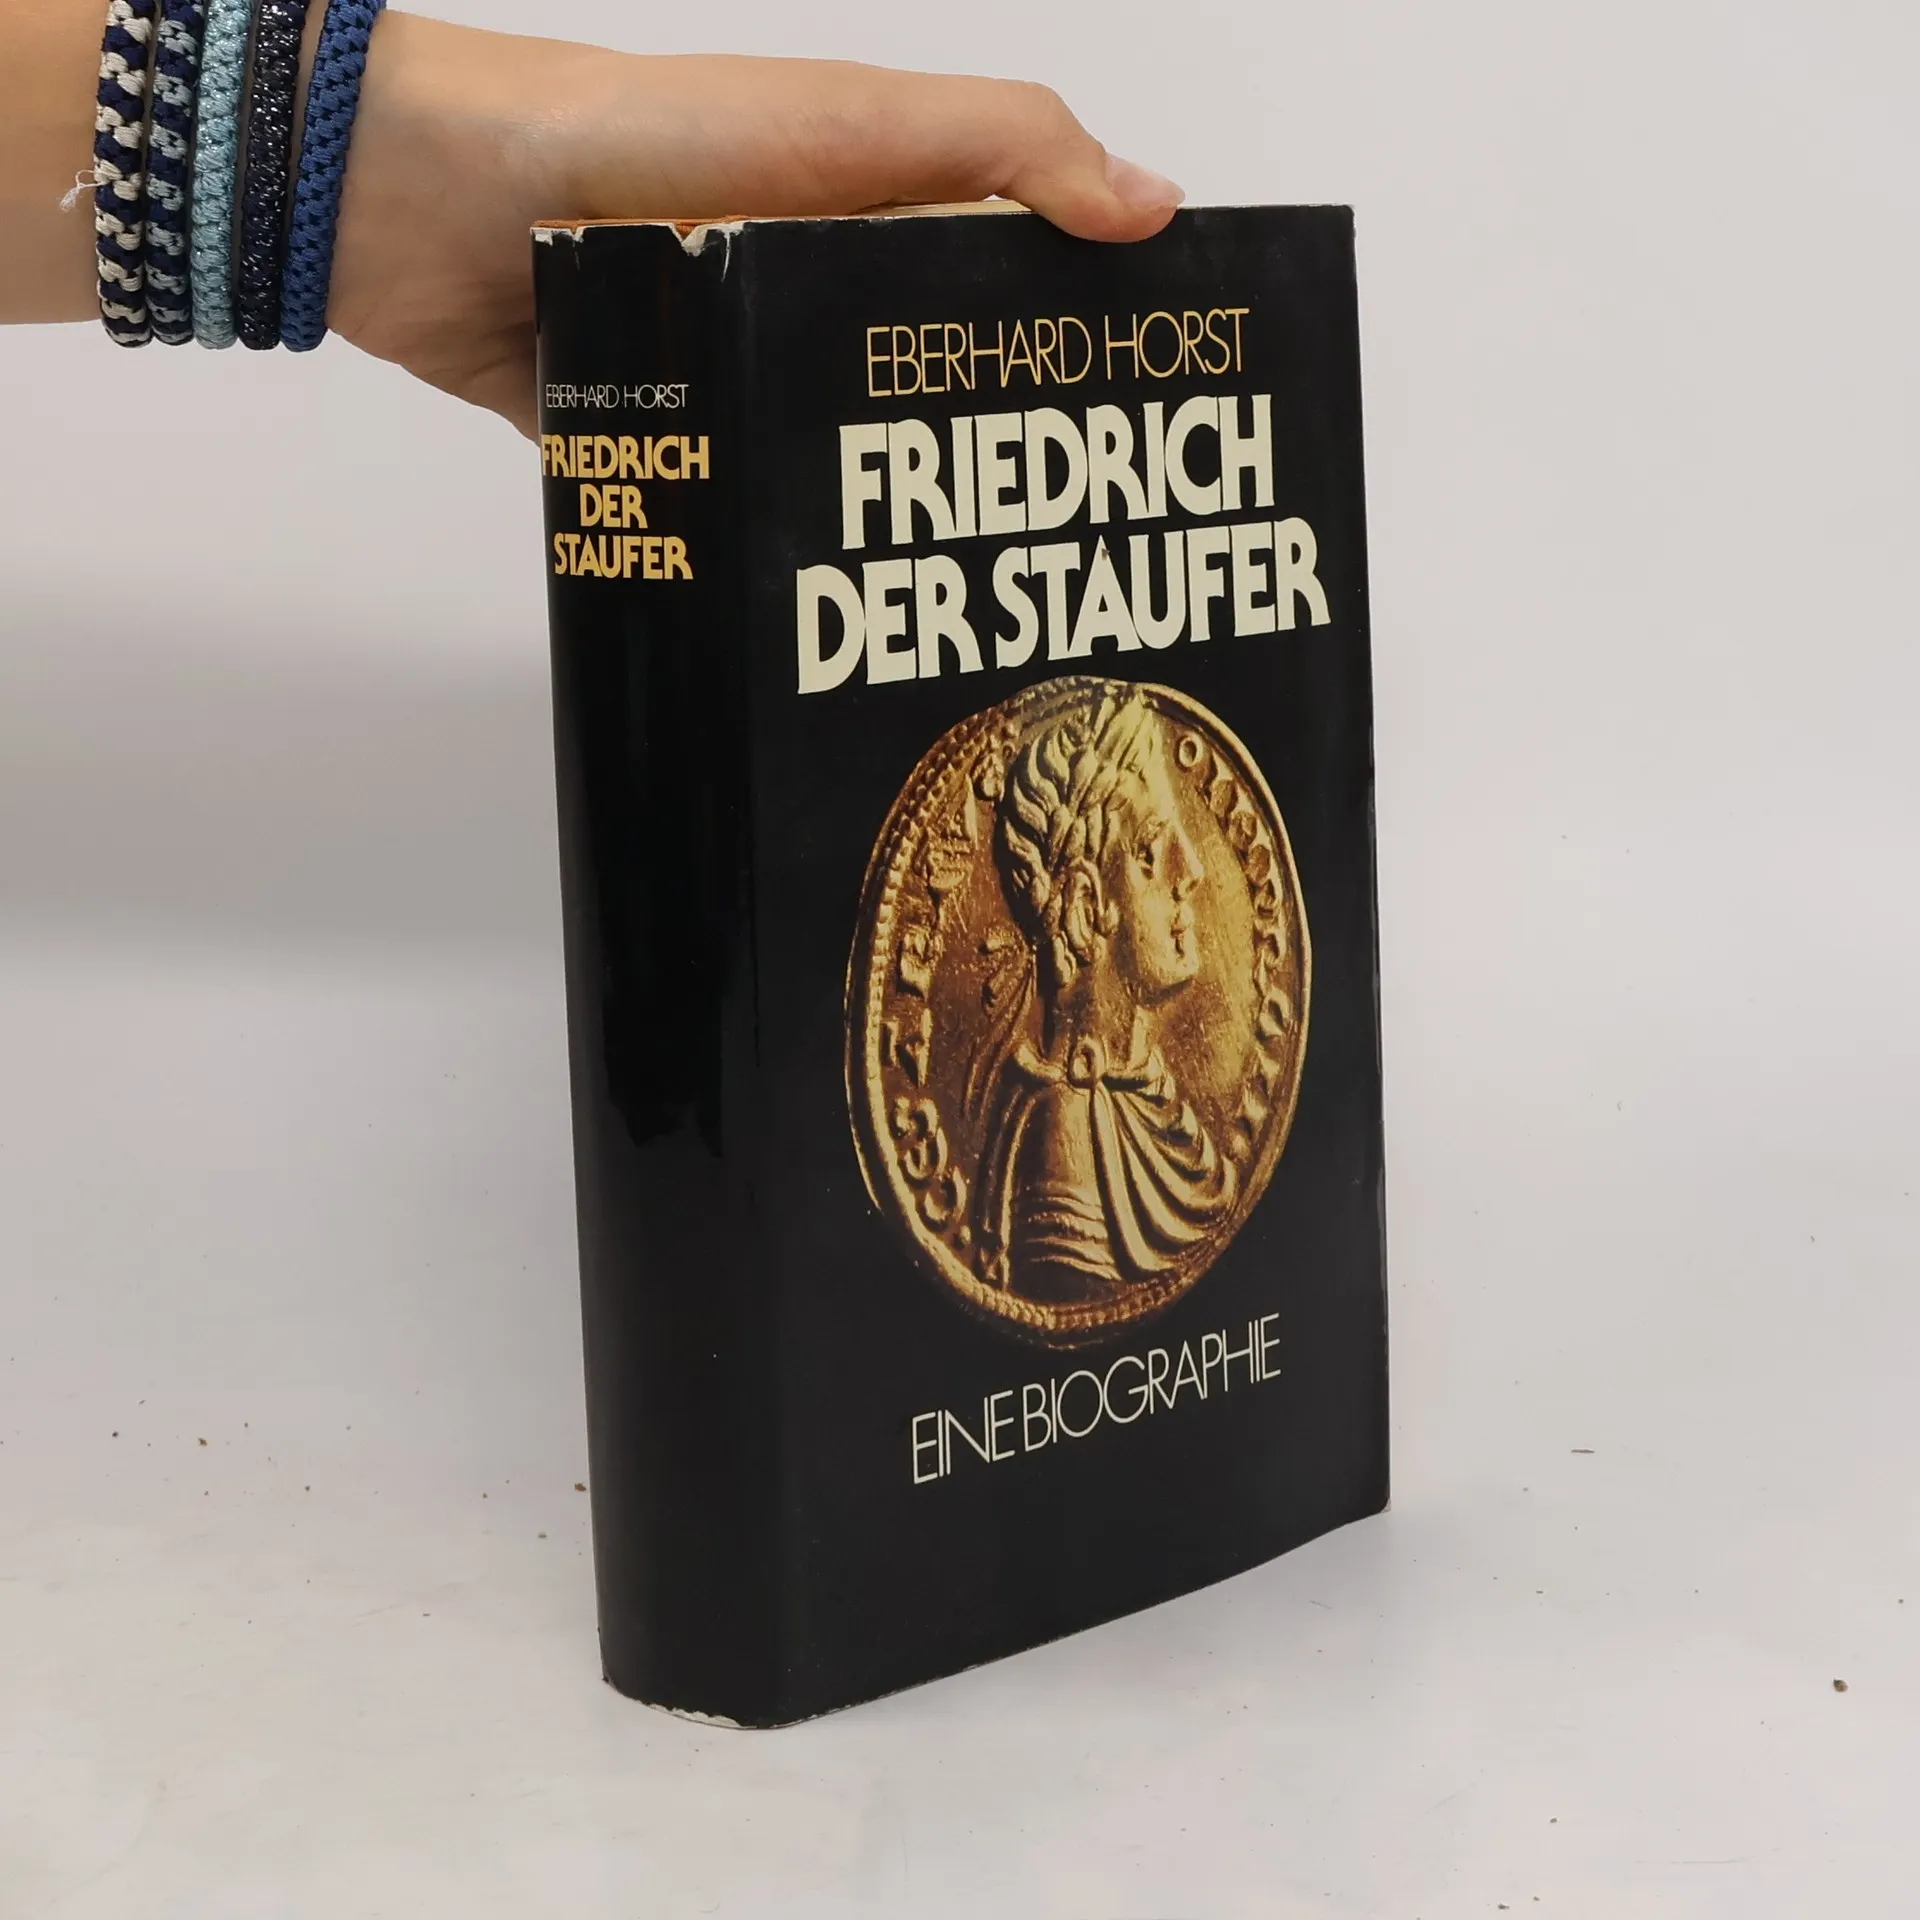 EBERHARD HORST
FRIEDRICH
DER
STAUFER
EBERHARD HORST
FRIEDRICH
DER STAUFER
EINE BIOGRAPHIE